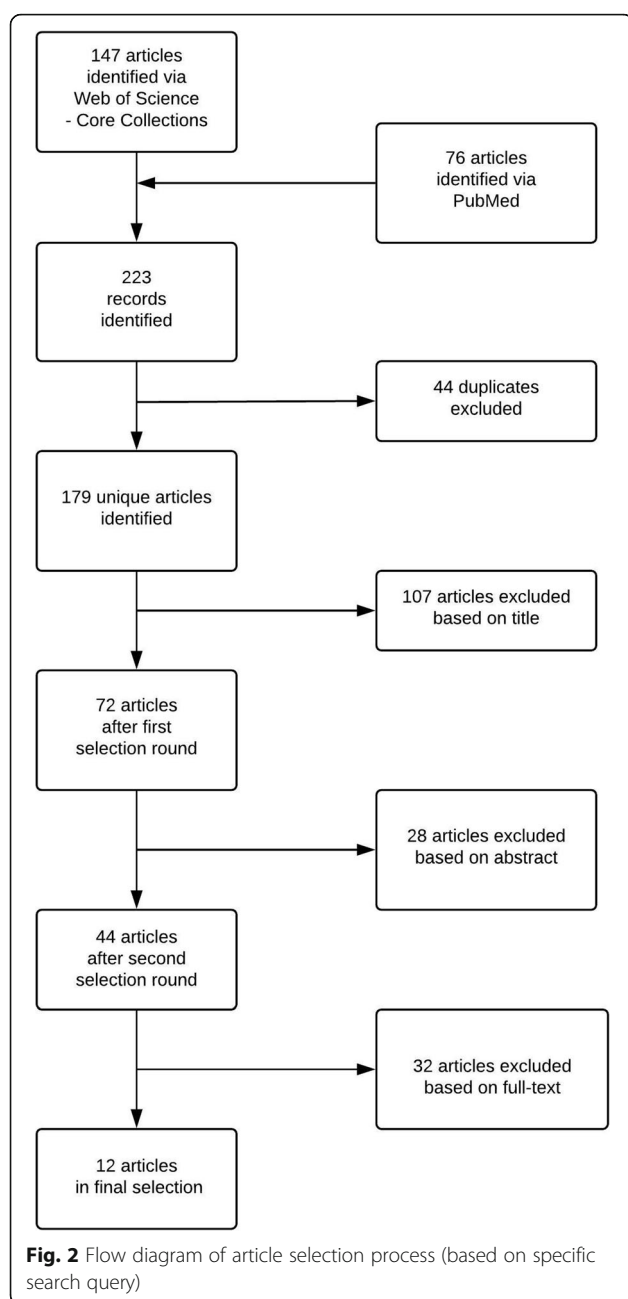 147 articles
identified via
Web of Science
- Core Collections
76 articles
identified via
PubMed
223
records
identified
44 duplicates
excluded
179 unique articles
identified
107 articles excluded
based on title
72 articles
after first
selection round
28 articles excluded
based on abstract
44 articles
after second
selection round
32 articles excluded
based on full-text
12 articles
in final selection
Fig. 2 Flow diagram of article selection process (based on specific
search query)